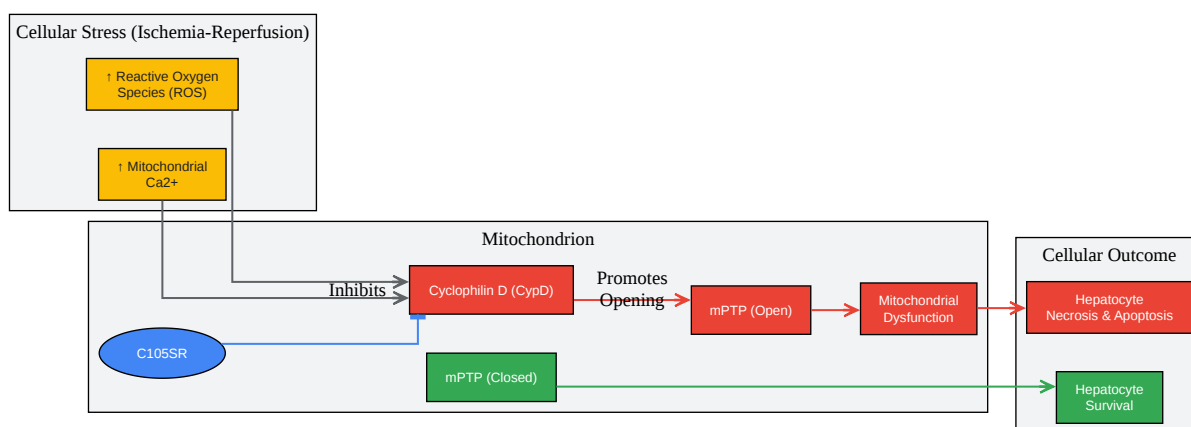 Cellular Stress (Ischemia-Reperfusion)
↑ Reactive Oxygen
Species (ROS)
↑ Mitochondrial
Ca2+
Mitochondrion
Inhibits
Cyclophilin D (CypD)
Promotes
Opening
mPTP (Open)
Mitochondrial
Dysfunction
C105SR
mPTP (Closed)
Cellular Outcome
Hepatocyte
Necrosis & Apoptosis
Hepatocyte
Survival